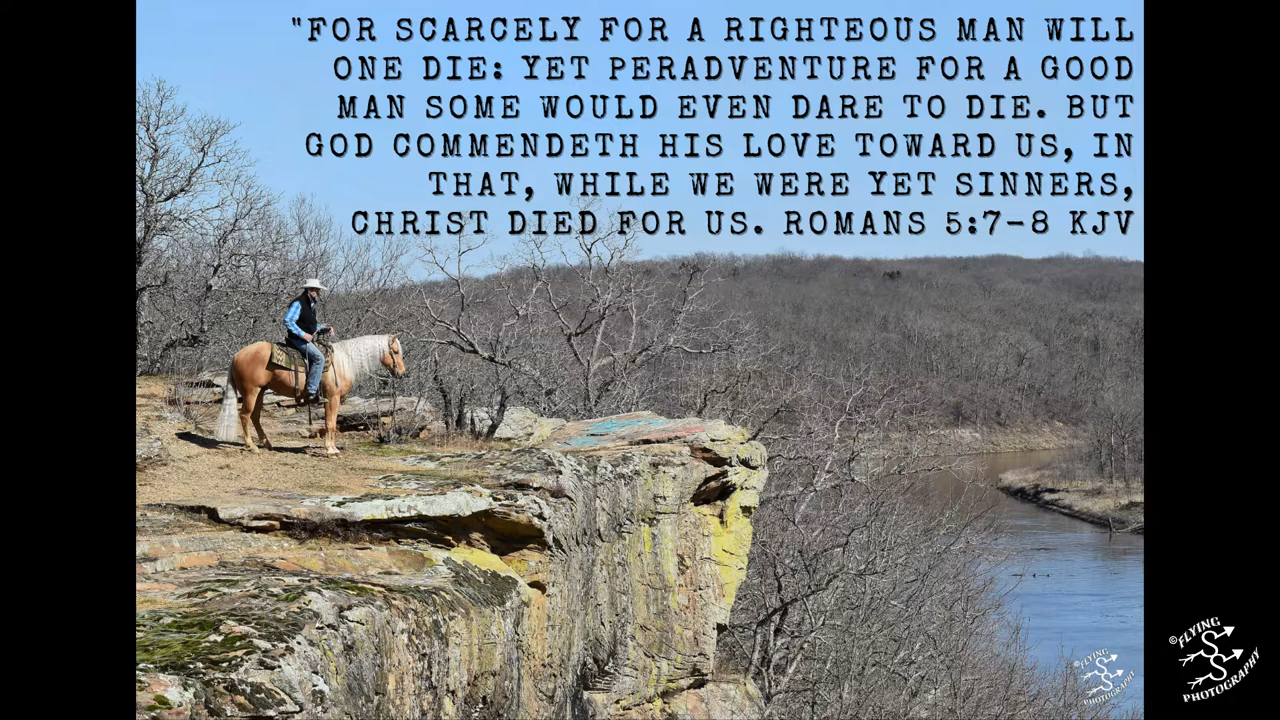 "FOR SCARCELY FOR A RIGHTEOUS MAN WILL
ONE DIE: YET PERADVENTURE FOR A GOOD
MAN SOME WOULD EVEN DARE TO DIE. BUT
GOD COMMENDETH HIS LOVE TOWARD US, IN
THAT, WHILE WE WERE YET SINNERS,
CHRIST DIED FOR US. ROMANS 5:7-8 KJV
©FLYING
S
S
PHOTOGRAPHY
©FLYING
S
S
PHOTOGRAPHY